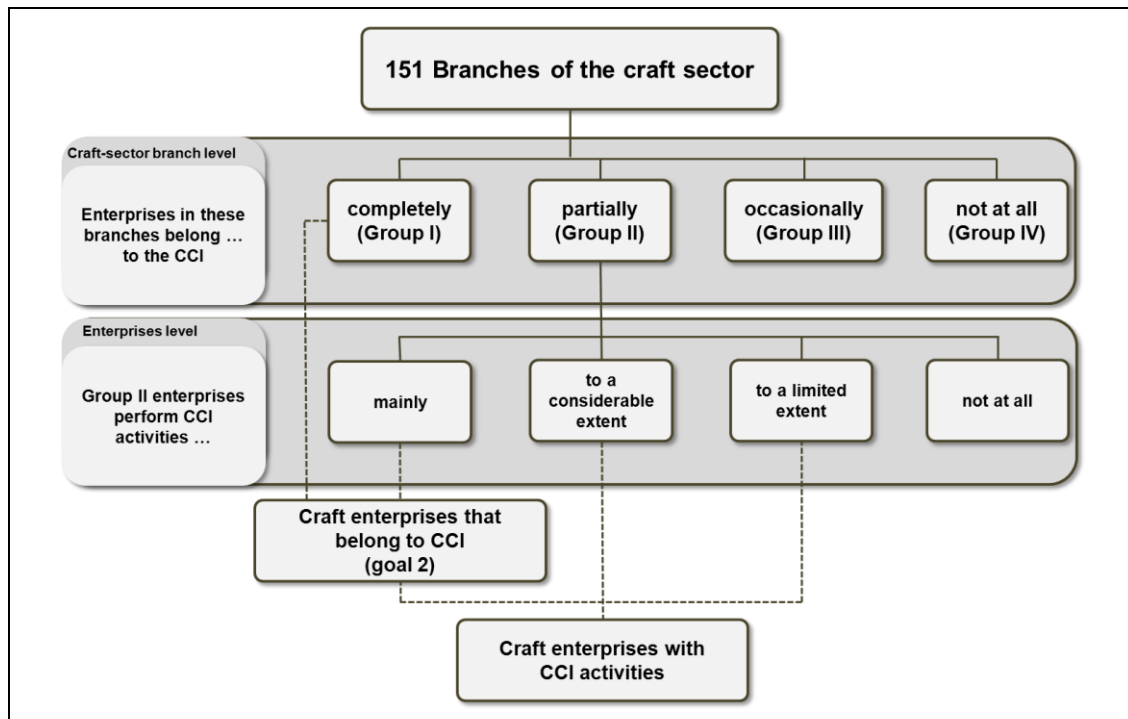 151 Branches of the craft sector
Craft-sector branch level
Enterprises in these
branches belong …
to the CCI
completely
(Group I)
partially
(Group II)
occasionally
(Group III)
not at all
(Group IV)
Enterprises level
Group II enterprises
perform CCI
activities …
mainly
to a
considerable
extent
to a limited
extent
not at all
Craft enterprises that
belong to CCI
(goal 2)
Craft enterprises with
CCI activities